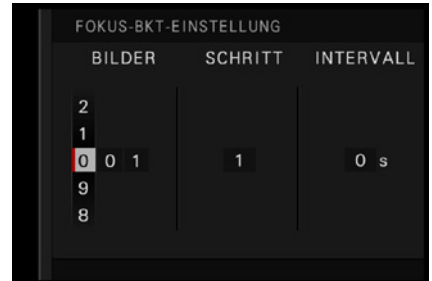 FOKUS-BKT-EINSTELLUNG
BILDER SCHRITT INTERVALL
2
1
0 0 1 1 0 s
9
8